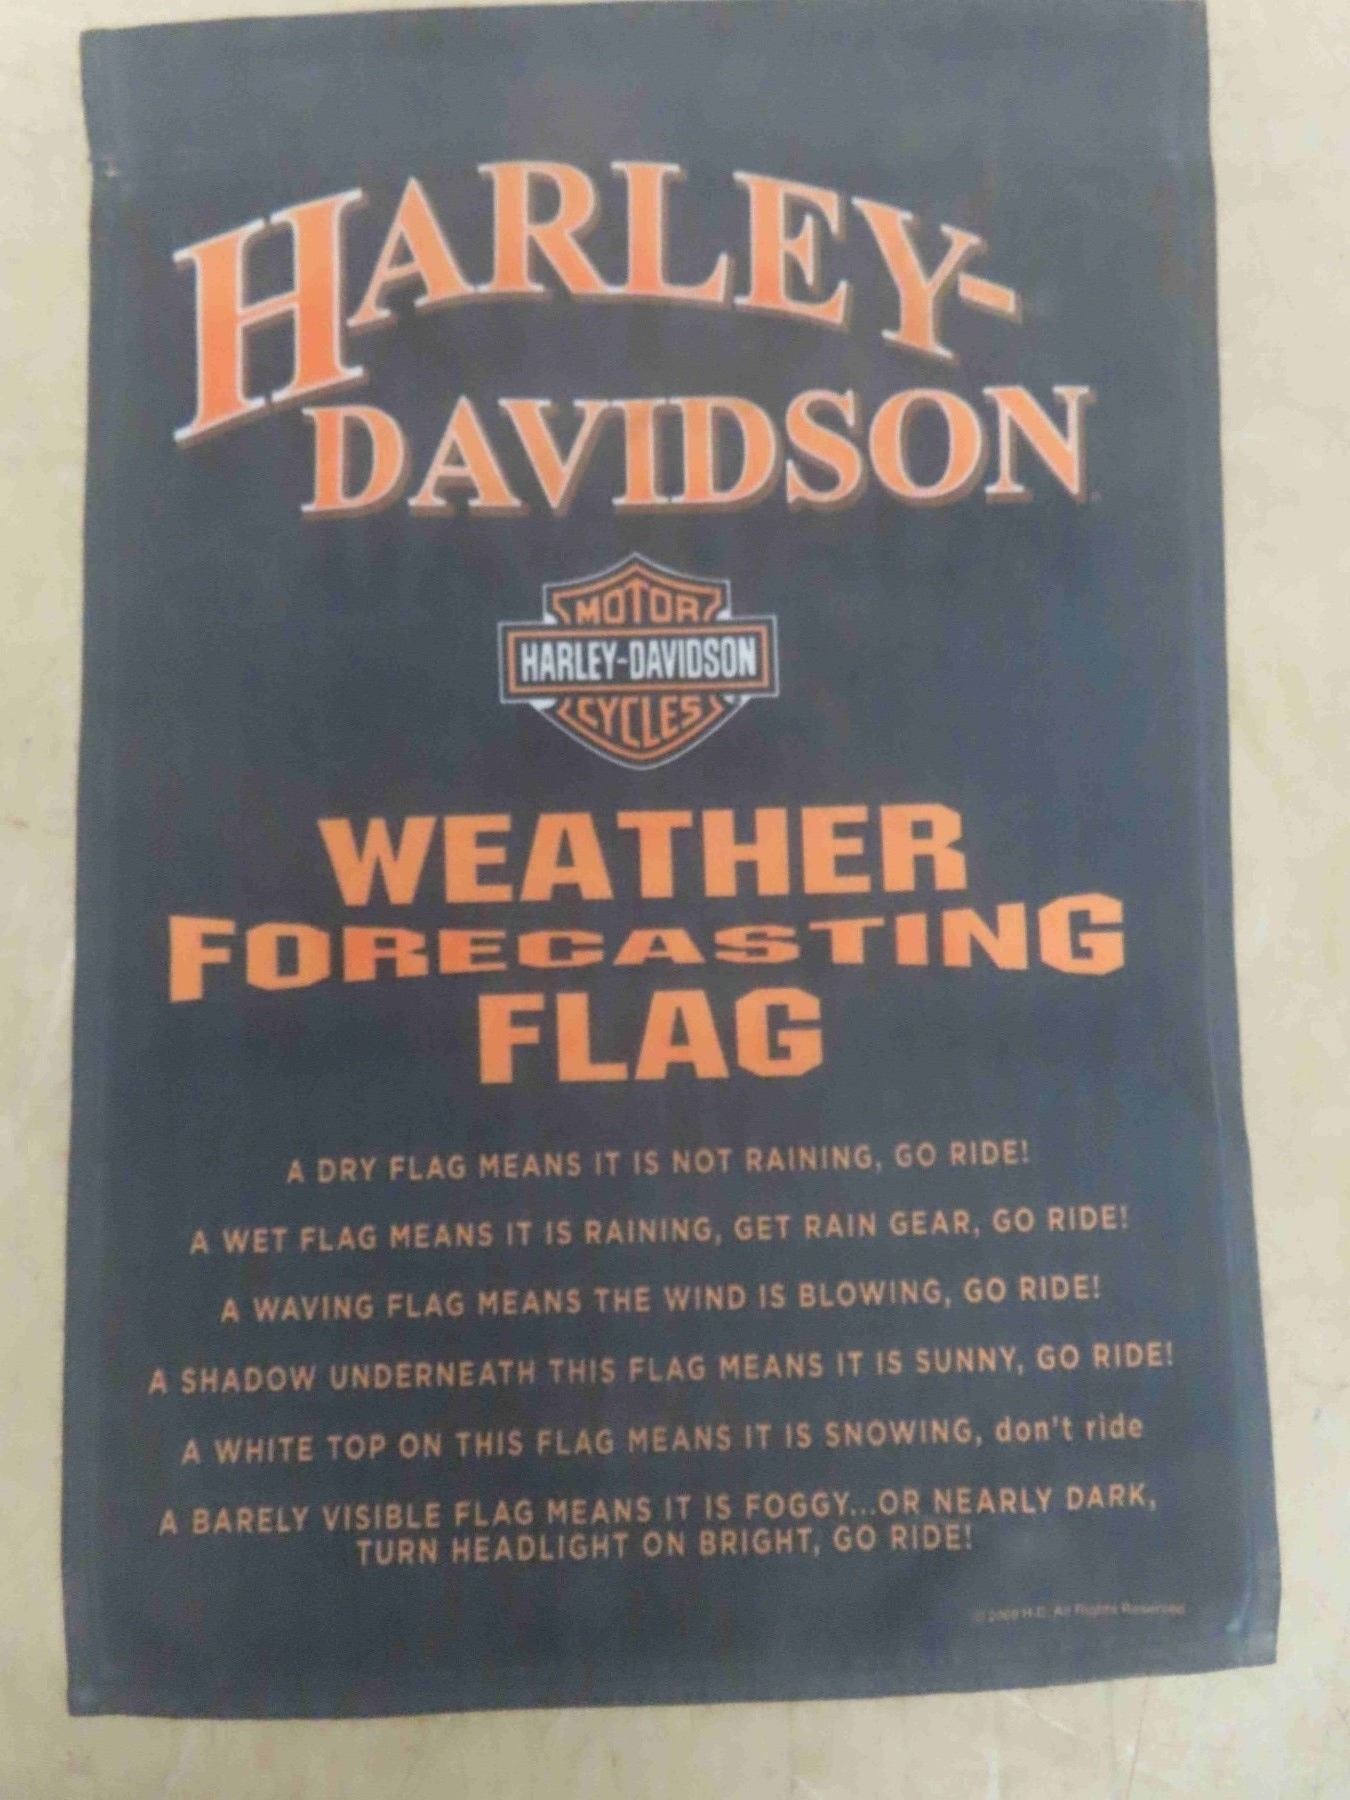 HARLEY-
DAVIDSON
MOTOR
HARLEY-DAVIDSON
CYCLES
WEATHER
FORECASTING
FLAG
A DRY FLAG MEANS IT IS NOT RAINING, GO RIDE!
A WET FLAG MEANS IT IS RAINING, GET RAIN GEAR, GO RIDE!
A WAVING FLAG MEANS THE WIND IS BLOWING, GO RIDE!
A SHADOW UNDERNEATH THIS FLAG MEANS IT IS SUNNY, GO RIDE!
A WHITE TOP ON THIS FLAG MEANS IT IS SNOWING, don't ride
A BARELY VISIBLE FLAG MEANS IT IS FOGGY...OR NEARLY DARK,
TURN HEADLIGHT ON BRIGHT, GO RIDE!
© All Rights Reserved